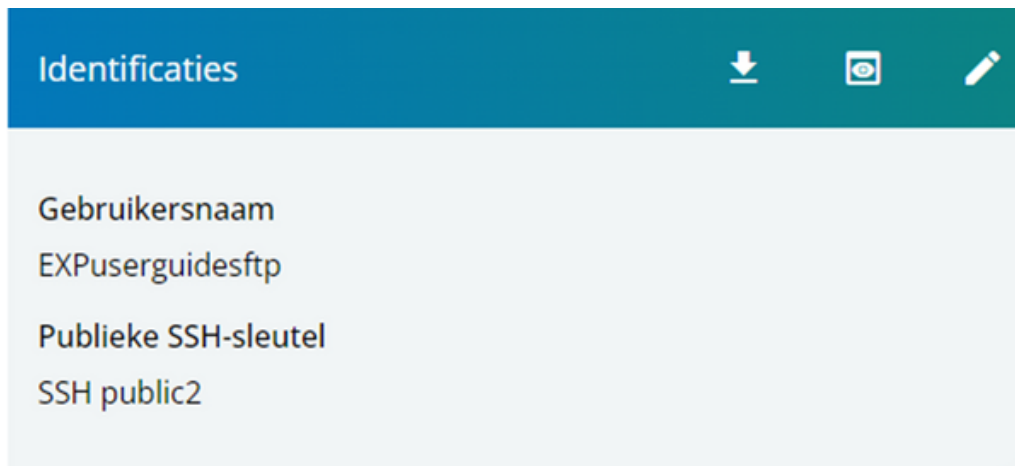 Identificaties
Gebruikersnaam
EXPuserguidesftp
Publieke SSH-sleutel
SSH public2